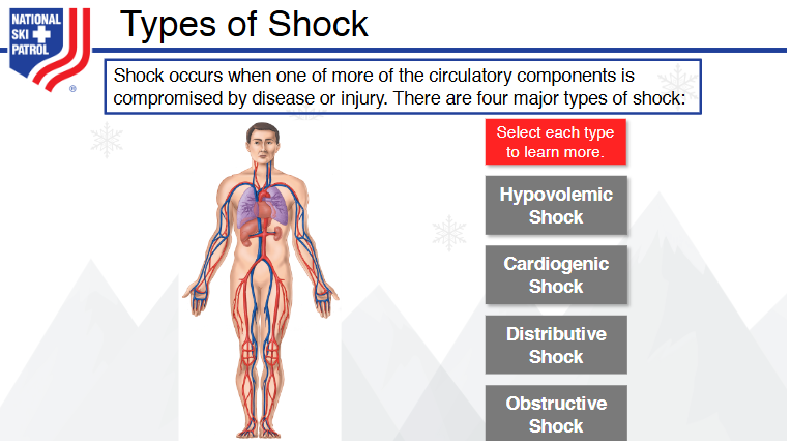 NATIONAL
SKI
PATROL
®
Types of Shock
Shock occurs when one of more of the circulatory components is
compromised by disease or injury. There are four major types of shock:
Select each type
to learn more.
Hypovolemic
Shock
Cardiogenic
Shock
Distributive
Shock
Obstructive
Shock